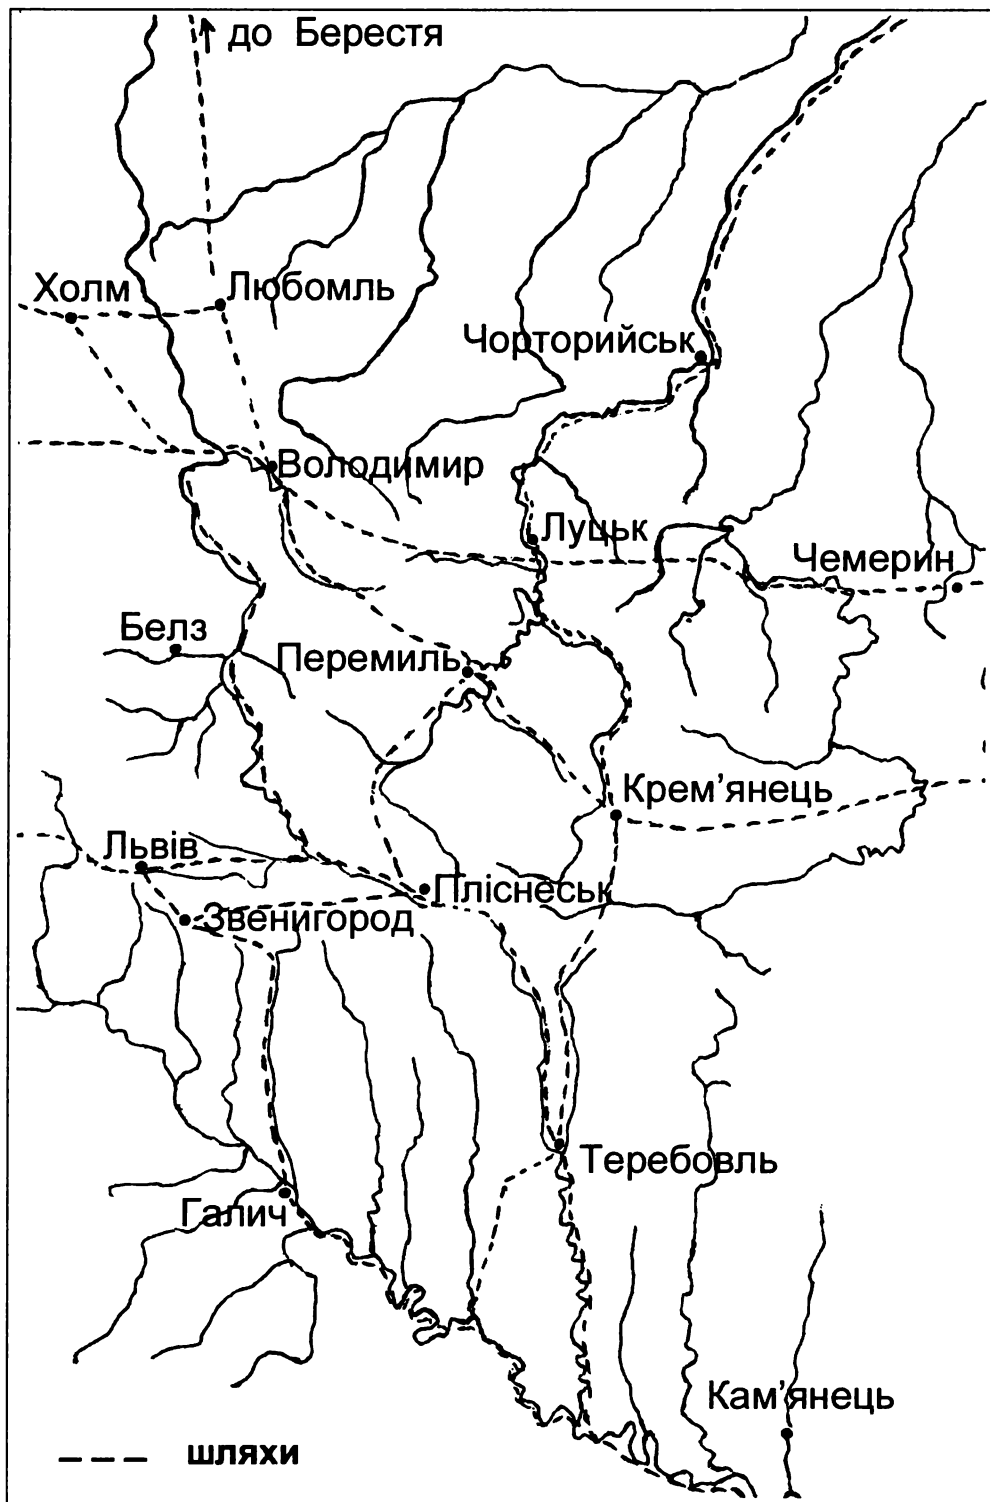 до Берестя
Холм
Любомль
Чорторийськ
Володимир
Луцьк
Чемерин
Белз
Перемиль
Крем'янець
Львів
Пліснеськ
Звенигород
Теребовль
Галич
Кам'янець
шляхи